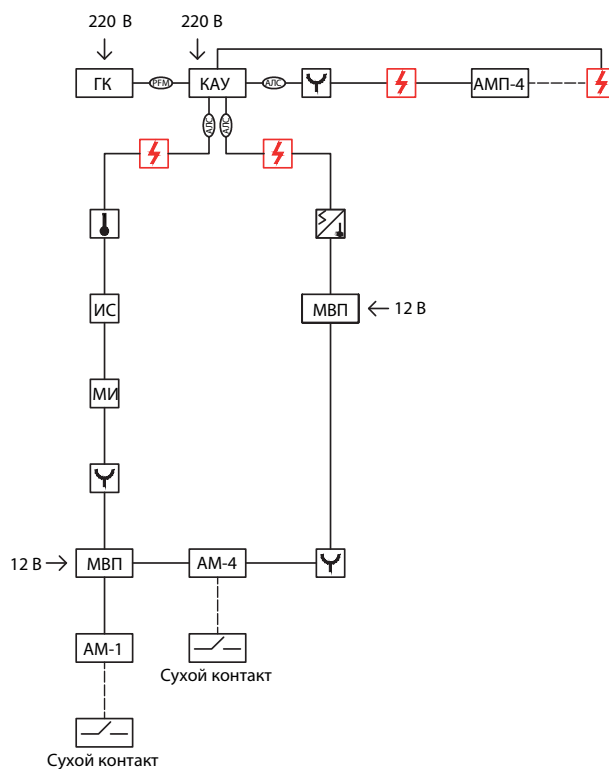 220 В
220 В
ГК
РFM
КАУ
АЛС
АМП-4
АЛС
АЛС
ИС
МВП
12 В
МИ
12 В
МВП
АМ-4
АМ-1
Сухой контакт
Сухой контакт